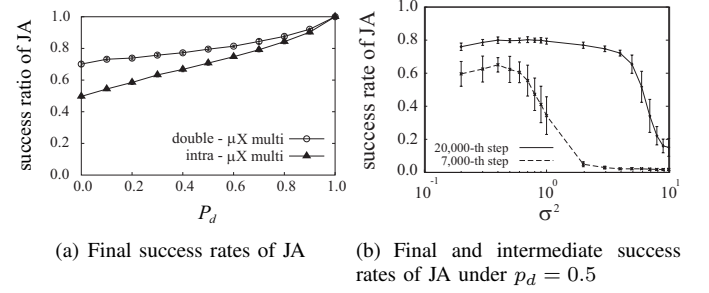 (a)
1.0
0.8
0.6
0.4
0.2
0.0
success ratio of JA
double - μX multi
intra - μX multi
0.0 0.2 0.4 0.6 0.8 1.0
P_d
(b)
1.0
0.8
0.6
0.4
0.2
0.0
success rate of JA
20,000-th step
7,000-th step
10^-1 10^0 10^1
σ^2
(a) Final success rates of JA
(b) Final and intermediate success
rates of JA under p_d = 0.5